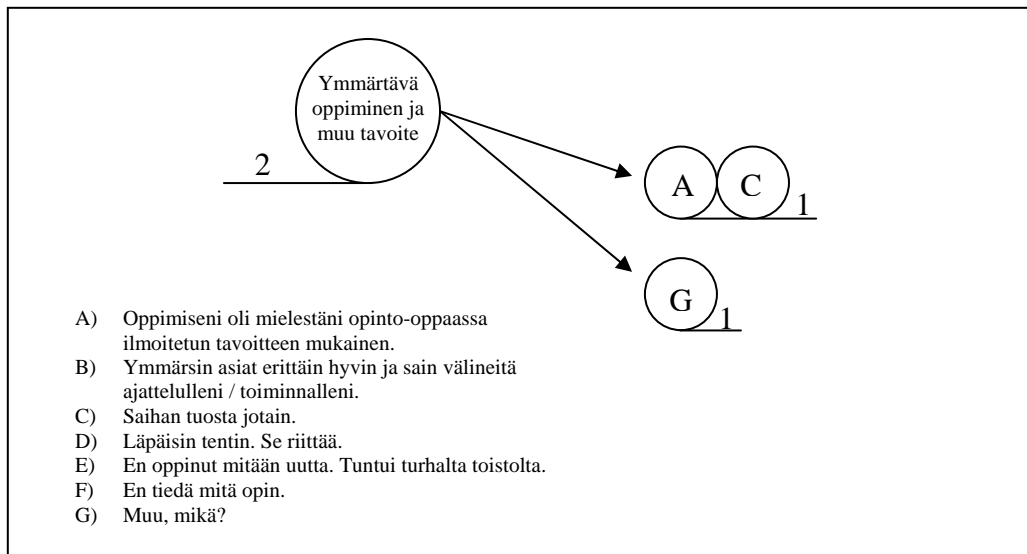 Ymmärtävä
oppiminen ja
muu tavoite
2
A
C
1
G
1
A) Oppimiseni oli mielestäni opinto-oppaassa
ilmoitetun tavoitteen mukainen.
B) Ymmärsin asiat erittäin hyvin ja sain välineitä
ajattelulleni / toiminnalleni.
C) Saihan tuosta jotain.
D) Läpäisin tentin. Se riittää.
E) En oppinut mitään uutta. Tuntui turhalta toistolta.
F) En tiedä mitä opin.
G) Muu, mikä?